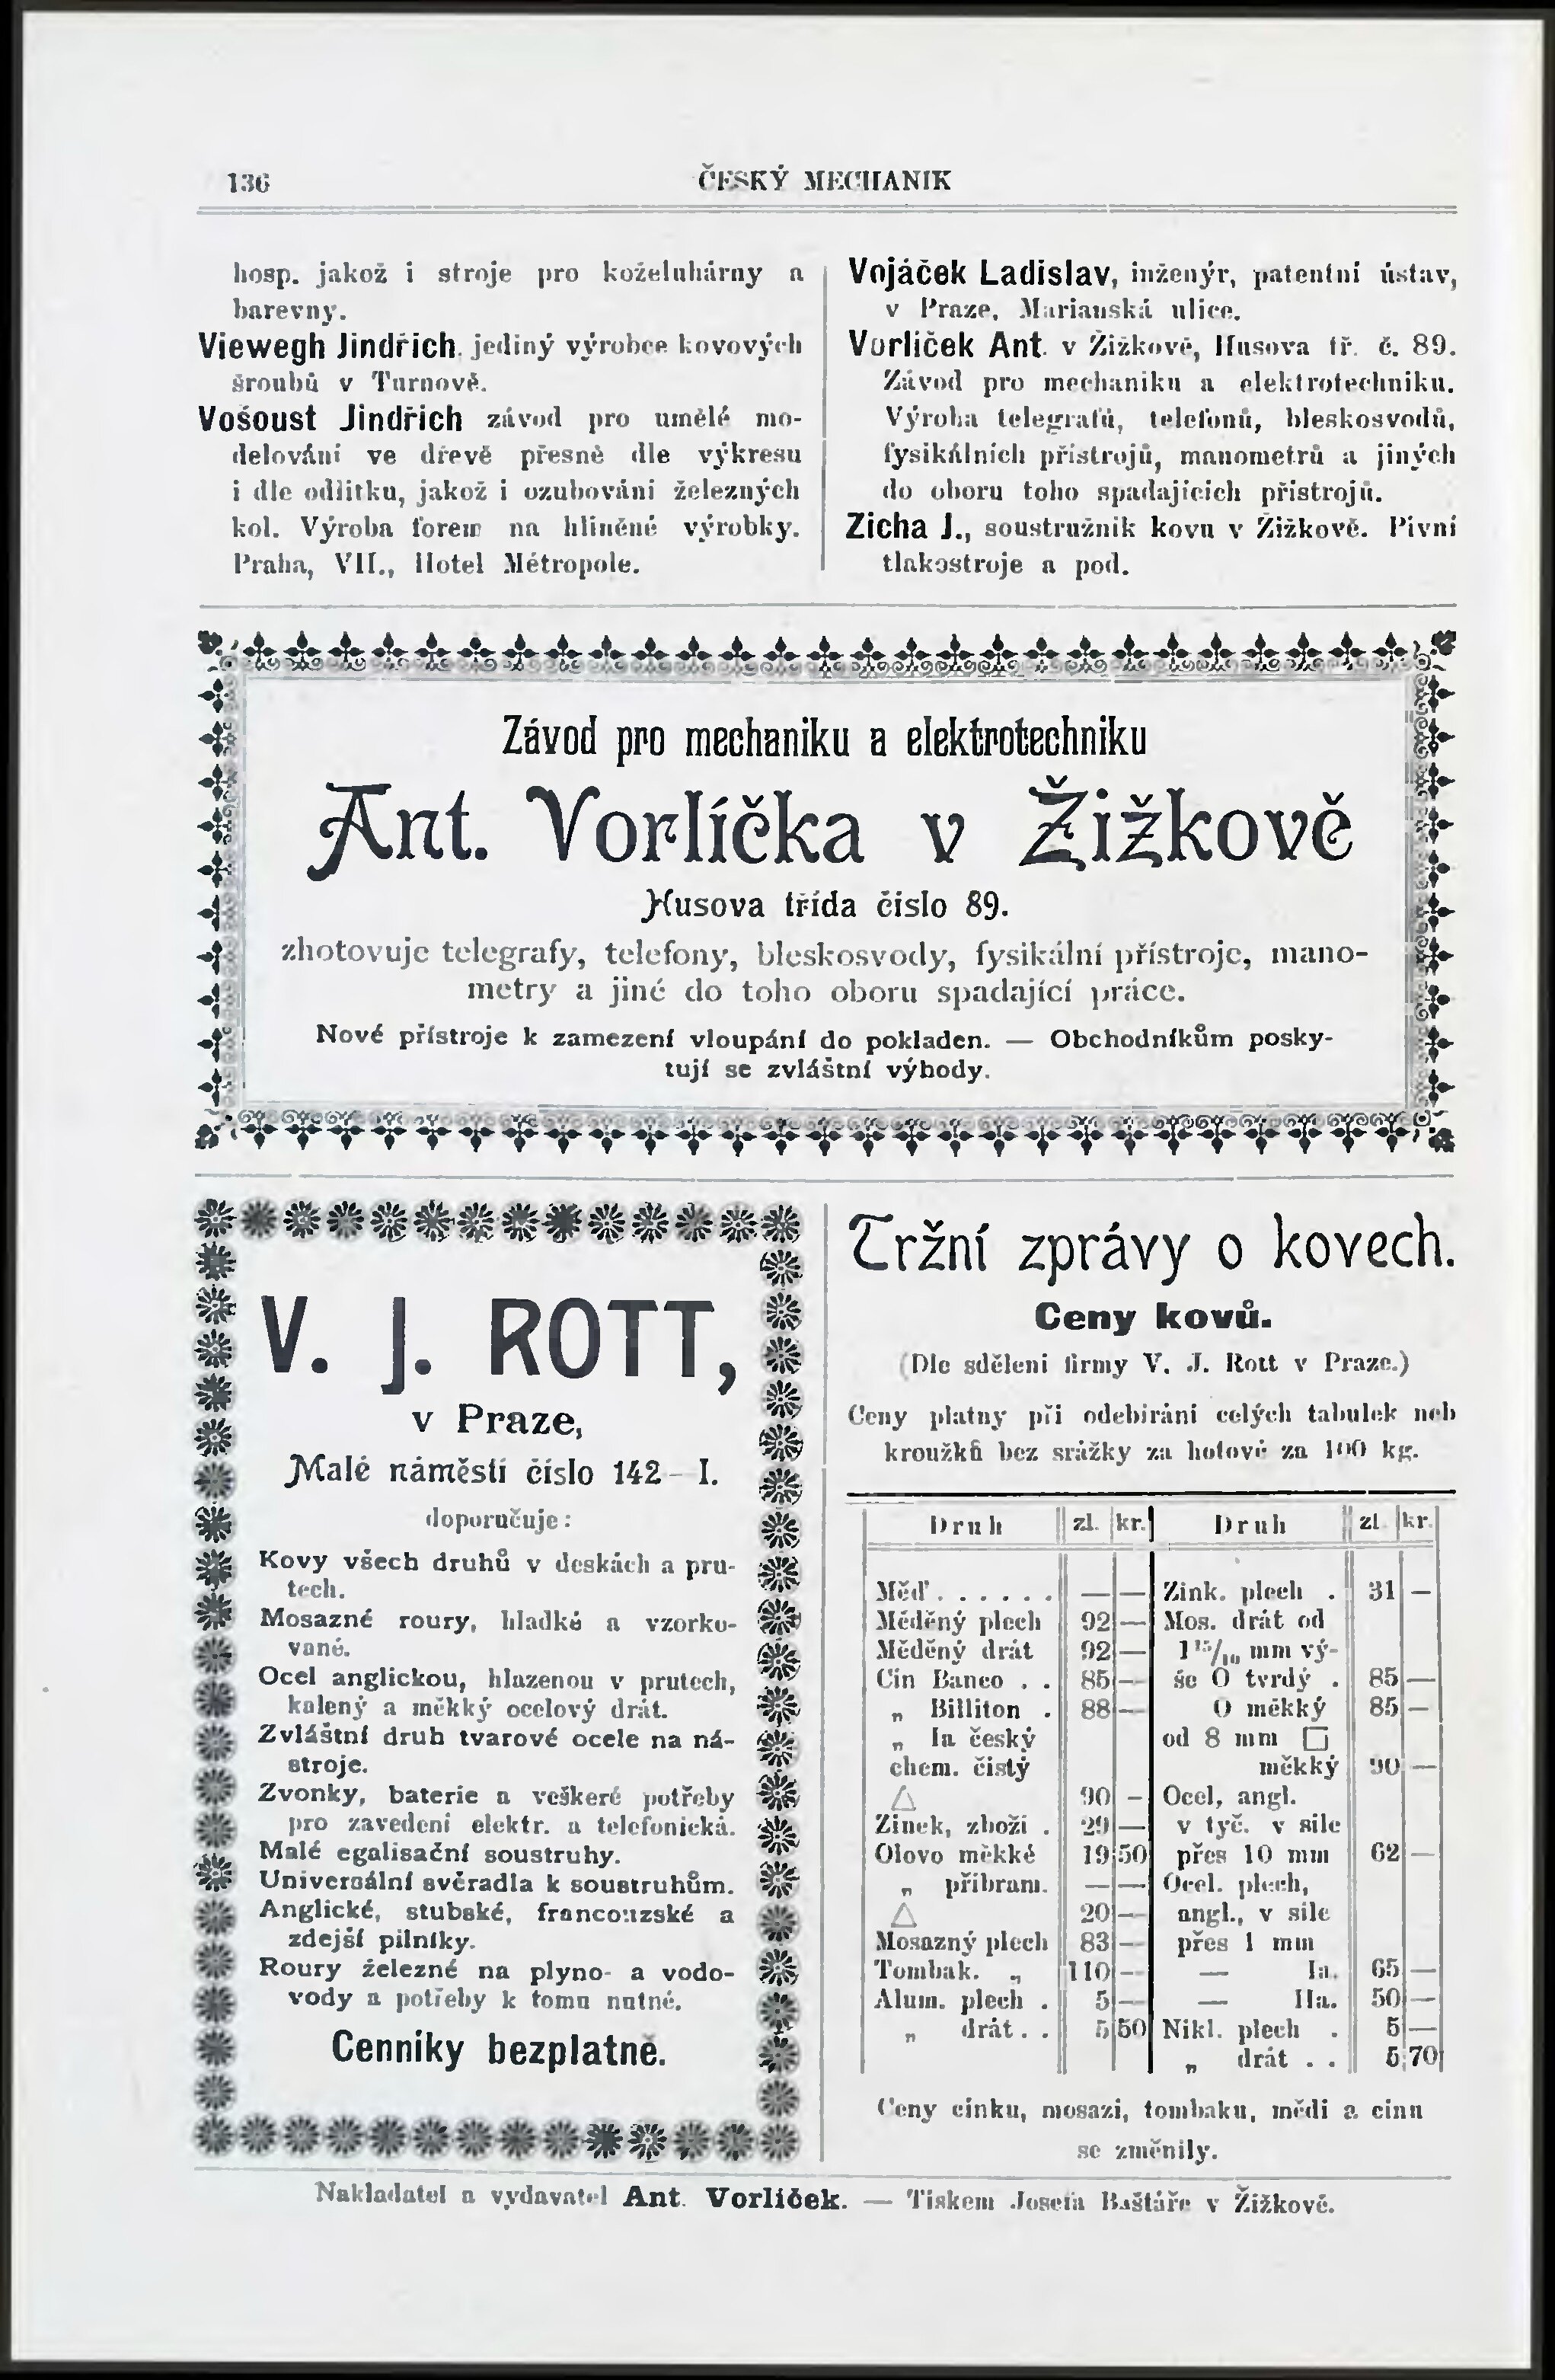 136
ČESKÝ MECHANIK
hosp. jakož i stroje pro koželuhárny a
barevny.
Viewegh Jindřich, jediný výrobce kovových
šroubů v Turnově.
Vošoust Jindřich závod pro umělé mo-
delování ve dřevě přesně dle výkresu
i dle odlitku, jakož i ozubování železných
kol. Výroba forem na hliněné výrobky.
Praha, VII., Hotel Métropole.
Vojáček Ladislav, inženýr, patentní ústav,
v Praze, Marianská ulice.
Vorlíček Ant. v Žižkově, Husova tř. č. 89.
Závod pro mechaniku a elektrotechniku.
Výroba telegrafů, telefonů, bleskosvodů,
fysikálních přístrojů, manometrů a jiných
do oboru toho spadajících přístrojů.
Zicha J., soustružník kovu v Žižkově. Pivní
tlakostroje a pod.
Závod pro mechaniku a elektrotechniku
Ant. Vorlíčka v Žižkově
Husova třída číslo 89.
zhotovuje telegrafy, telefony, bleskosvody, fysikální přístroje, mano-
metry a jiné do toho oboru spadající práce.
Nové přístroje k zamezení vloupání do pokladen. — Obchodníkům posky-
tují se zvláštní výhody.
V. J. ROTT,
v Praze,
Malé náměstí číslo 142 - I.
doporučuje:
Kovy všech druhů v deskách a pru-
tech.
Mosazné roury, hladké a vzorko-
vané.
Ocel anglickou, hlazenou v prutech,
kalený a měkký ocelový drát.
Zvláštní druh tvarové ocele na ná-
stroje.
Zvonky, baterie a veškeré potřeby
pro zavedení elektr. a telefonická.
Malé egalisační soustruhy.
Universální svěradla k soustruhům.
Anglické, stubské, francouzské a
zdejší pilníky.
Roury železné na plyno- a vodo-
vody a potřeby k tomu nutné.
Cenníky bezplatně.
Tržní zprávy o kovech.
Ceny kovů.
(Dle sdělení firmy V. J. Rott v Praze.)
Ceny platny při odebírání celých tabulek neb
kroužků bez srážky za hotové za 100 kg.
Druh zl. kr. Druh zl. kr.
Měď . . . . . . — — Zink. plech . 31 —
Měděný plech 92 — Mos. drát od
Měděný drát 92 — 1 15/10 mm vý-
Cín Banco . . 85 — še O tvrdý . 85 —
„ Billiton . 88 — O měkký 85 —
„ Ia český od 8 mm □
chem. čistý měkký 90 —
△ 90 — Ocel, angl.
Zinek, zboží . 29 — v tyč. v síle
Olovo měkké 19 50 přes 10 mm 62 —
„ příbram. — — Ocel. plech,
△ 20 — angl., v síle
Mosazný plech 83 — přes 1 mm
Tombak. „ 110 — — Ia. 65 —
Alum. plech . 5 — — IIa. 50 —
„ drát . . 5 50 Nikl. plech . 5 —
„ drát . . 5 70
Ceny cinku, mosazi, tombaku, mědi a cínu
se změnily.
Nakladatel a vydavatel Ant. Vorlíček. — Tiskem Josefa Baštáře v Žižkově.